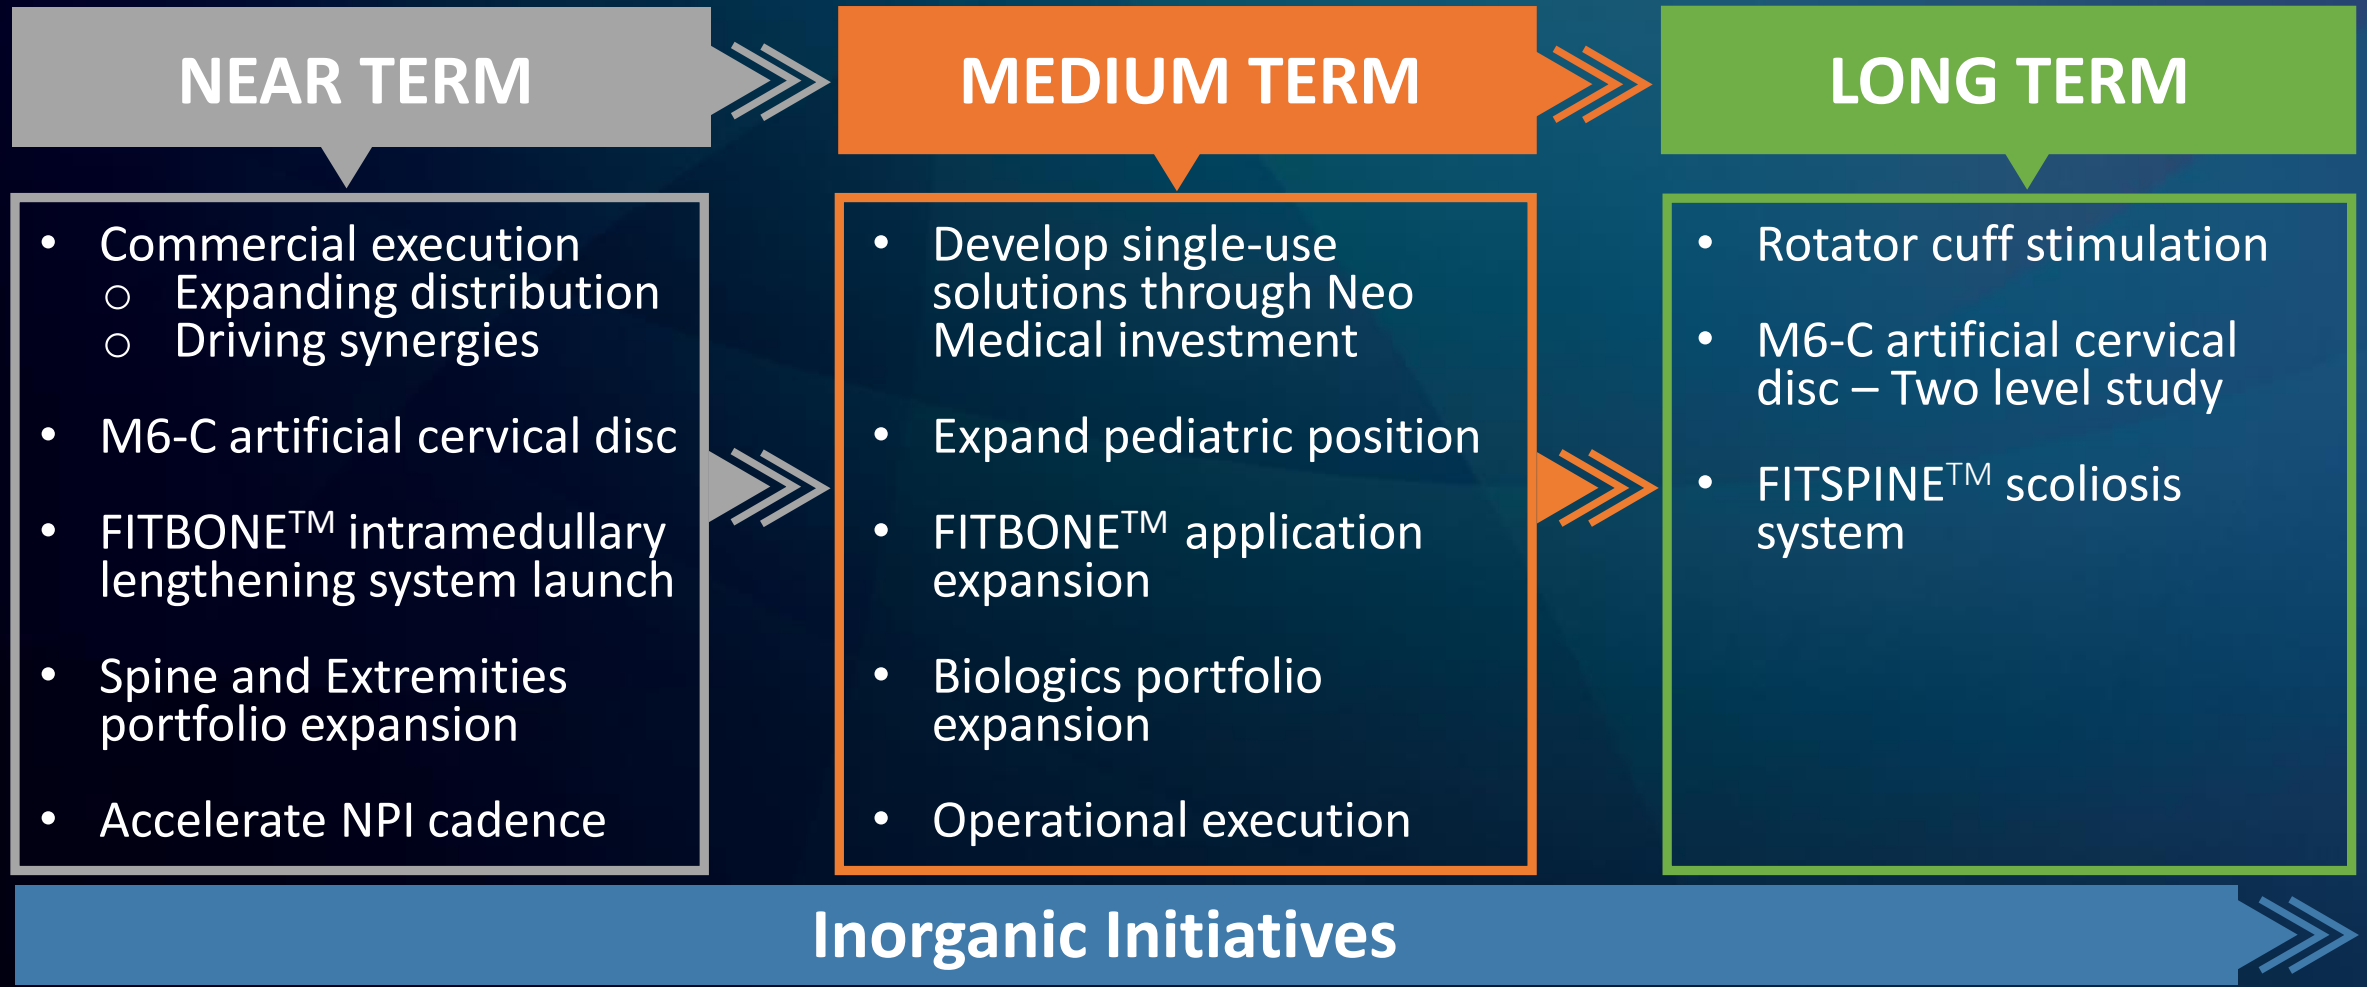 NEAR TERM
• Commercial execution
o Expanding distribution
o Driving synergies
• M6-C artificial cervical disc
• FITBONE™ intramedullary
lengthening system launch
• Spine and Extremities
portfolio expansion
• Accelerate NPI cadence
MEDIUM TERM
• Develop single-use
solutions through Neo
Medical investment
• Expand pediatric position
• FITBONE™ application
expansion
• Biologics portfolio
expansion
• Operational execution
LONG TERM
• Rotator cuff stimulation
• M6-C artificial cervical
disc – Two level study
• FITSPINE™ scoliosis
system
Inorganic Initiatives